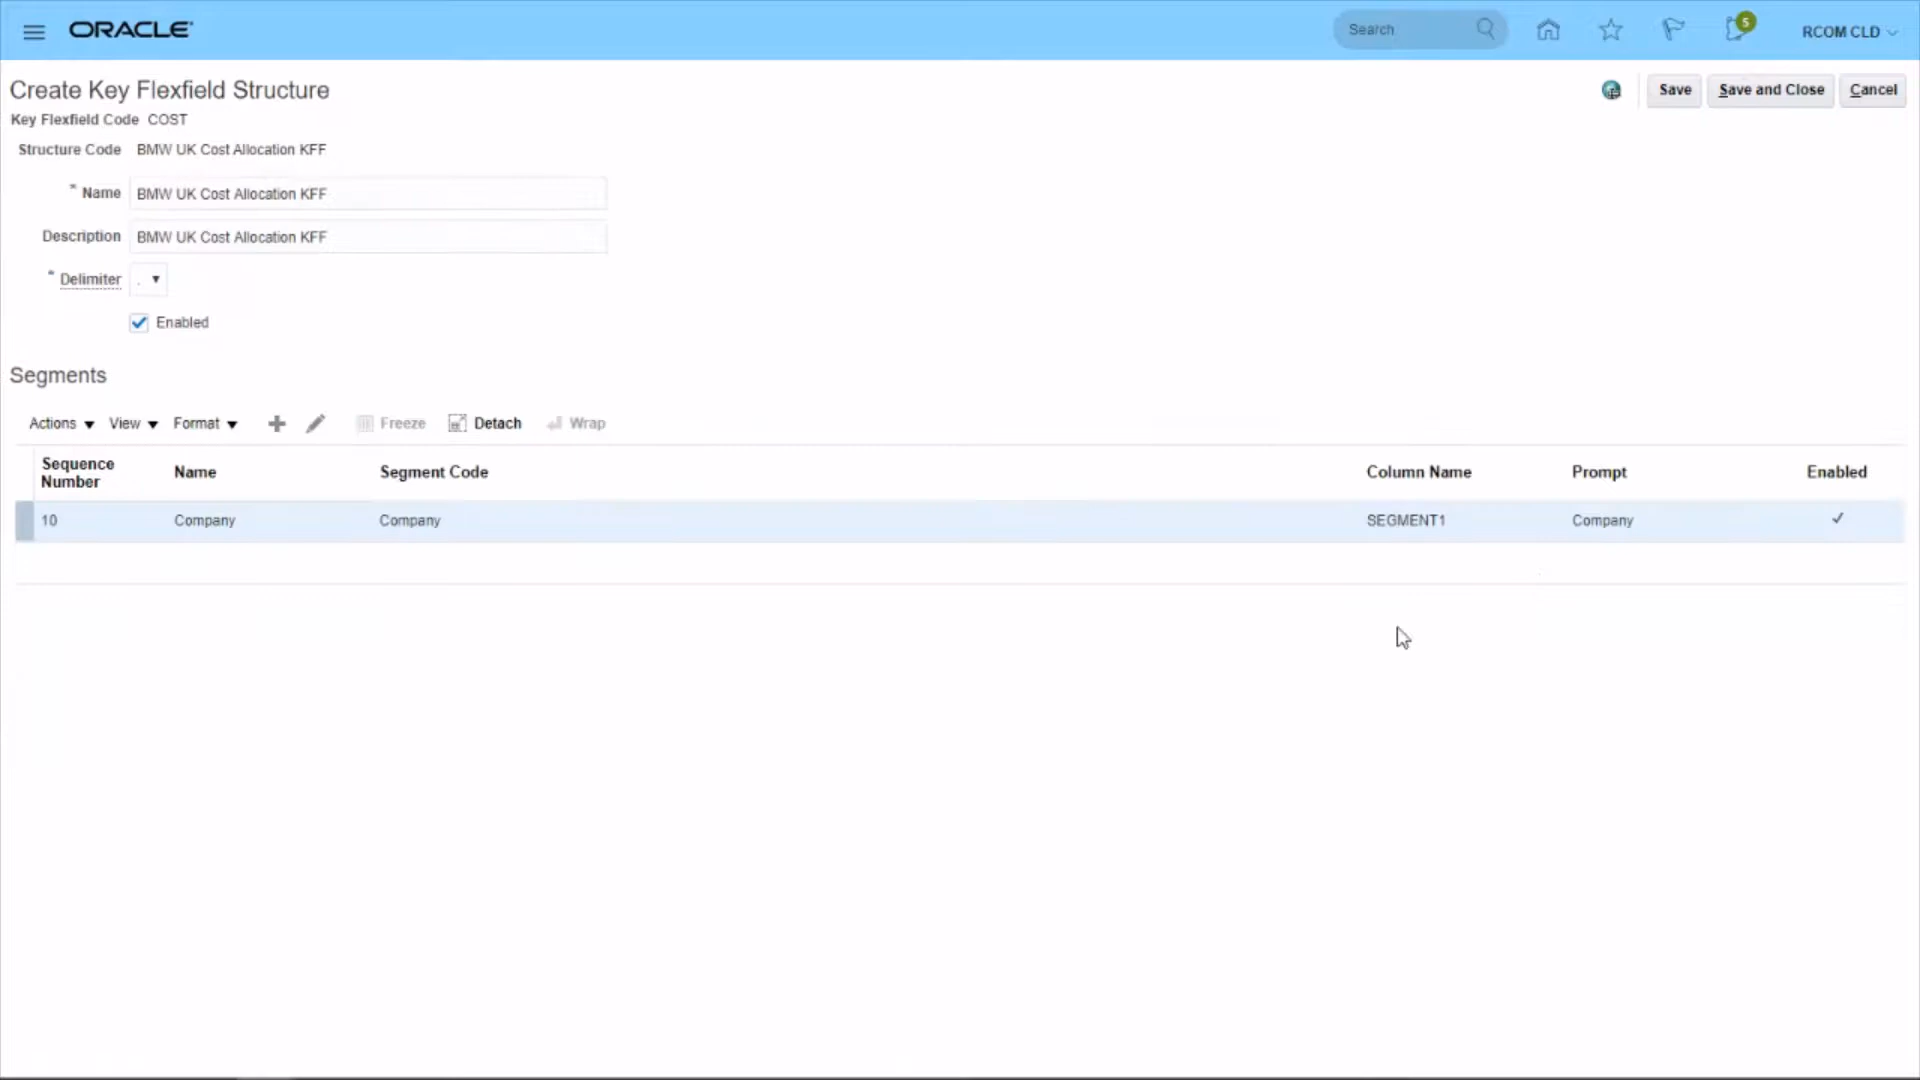 ORACLE
Search
5
RCOM CLD
Create Key Flexfield Structure
Save
Save and Close
Cancel
Key Flexfield Code COST
Structure Code BMW UK Cost Allocation KFF
* Name BMW UK Cost Allocation KFF
Description BMW UK Cost Allocation KFF
* Delimiter .
Enabled
Segments
Actions View Format Freeze Detach Wrap
Sequence Number Name Segment Code Column Name Prompt Enabled
10 Company Company SEGMENT1 Company